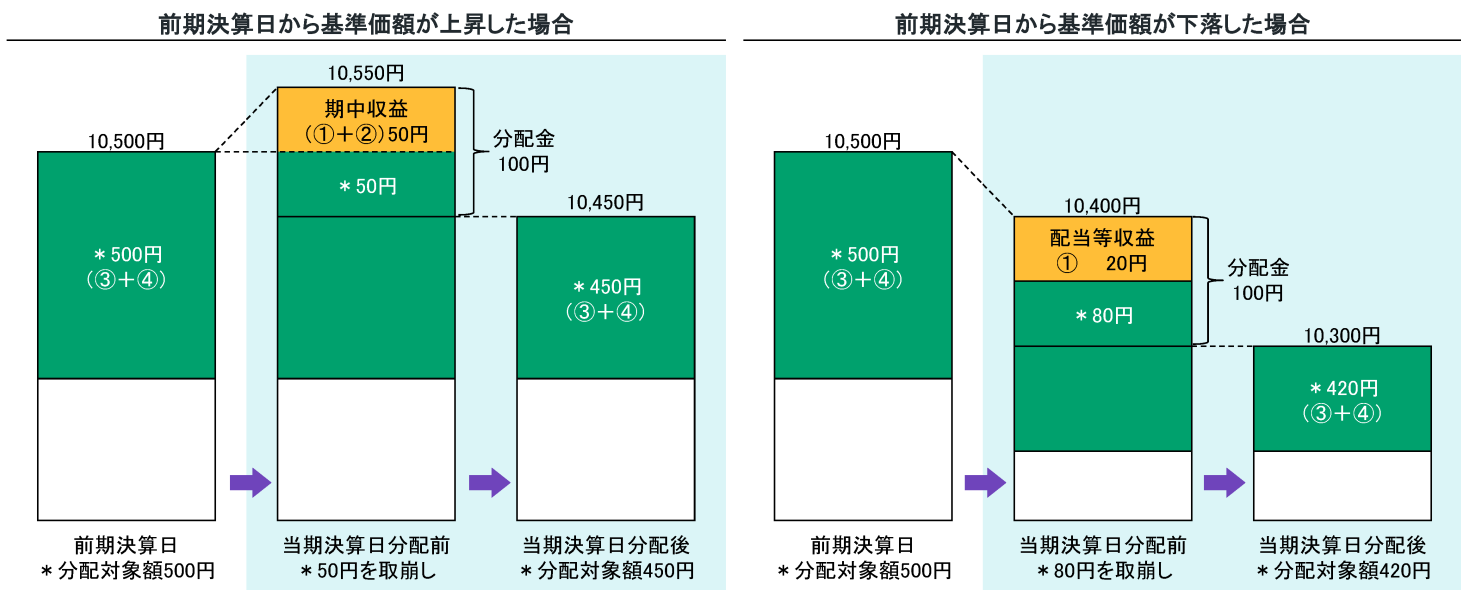 前期決算日から基準価額が上昇した場合
10,500円
＊500円
(③＋④)
前期決算日
＊分配対象額500円
10,550円
期中収益
(①＋②)50円
＊50円
分配金
100円
当期決算日分配前
＊50円を取崩し
10,450円
＊450円
(③＋④)
当期決算日分配後
＊分配対象額450円
前期決算日から基準価額が下落した場合
10,500円
＊500円
(③＋④)
前期決算日
＊分配対象額500円
10,400円
配当等収益
①　20円
＊80円
分配金
100円
当期決算日分配前
＊80円を取崩し
10,300円
＊420円
(③＋④)
当期決算日分配後
＊分配対象額420円